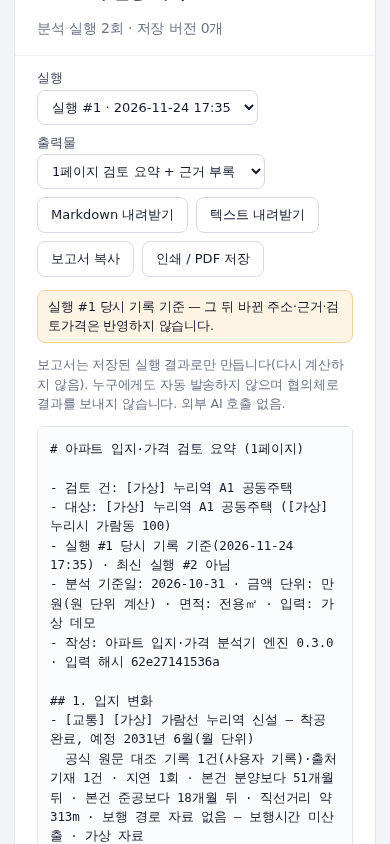 분석 실행 2회 · 저장 버전 0개
실행
실행 #1 · 2026-11-24 17:35
출력물
1페이지 검토 요약 + 근거 부록
Markdown 내려받기
텍스트 내려받기
보고서 복사
인쇄 / PDF 저장
실행 #1 당시 기록 기준 — 그 뒤 바뀐 주소·근거·검
토가격은 반영하지 않습니다.
보고서는 저장된 실행 결과로만 만듭니다(다시 계산하
지 않음). 누구에게도 자동 발송하지 않으며 협의체로
결과를 보내지 않습니다. 외부 AI 호출 없음.
# 아파트 입지·가격 검토 요약 (1페이지)
- 검토 건: [가상] 누리역 A1 공동주택
- 대상: [가상] 누리역 A1 공동주택 ([가상]
누리시 가람동 100)
- 실행 #1 당시 기록 기준(2026-11-24
17:35) · 최신 실행 #2 아님
- 분석 기준일: 2026-10-31 · 금액 단위: 만
원(원 단위 계산) · 면적: 전용㎡ · 입력: 가
상 데모
- 작성: 아파트 입지·가격 분석기 엔진 0.3.0
· 입력 해시 62e27141536a
## 1. 입지 변화
- [교통] [가상] 가람선 누리역 신설 — 착공
완료, 예정 2031년 6월(월 단위)
공식 원문 대조 기록 1건(사용자 기록)·출처
기재 1건 · 지연 1회 · 본건 분양보다 51개월
뒤 · 본건 준공보다 18개월 뒤 · 직선거리 약
313m · 보행 경로 자료 없음 — 보행시간 미산
출 · 가상 자료